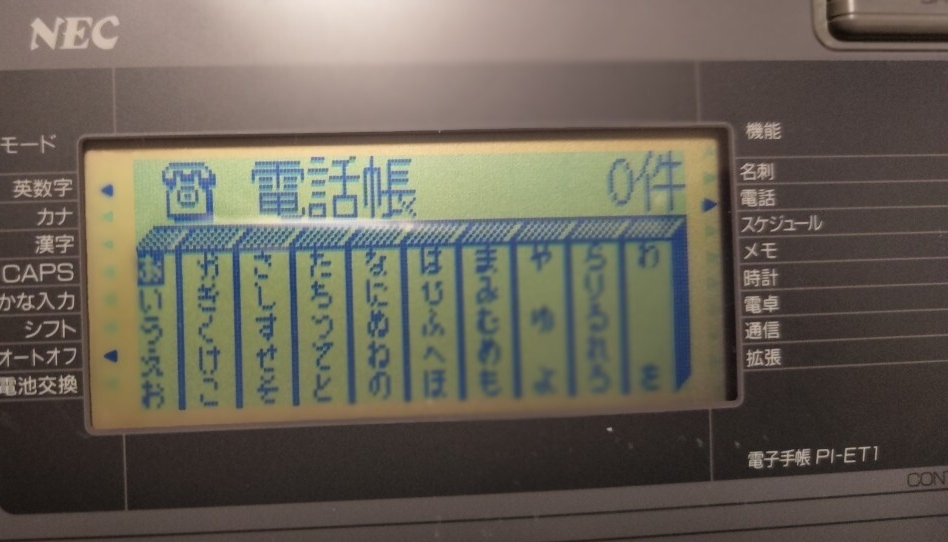 NEC
モード
英数字
カナ
漢字
CAPS
かな入力
シフト
オートオフ
電池交換
電話帳 0件
あいうえお
かきくけこ
さしすせそ
たちつてと
なにぬねの
はひふへほ
まみむめも
やゆよ
らりるれろ
わを
機能
名刺
電話
スケジュール
メモ
時計
電卓
通信
拡張
電子手帳 PI-ET1
CON